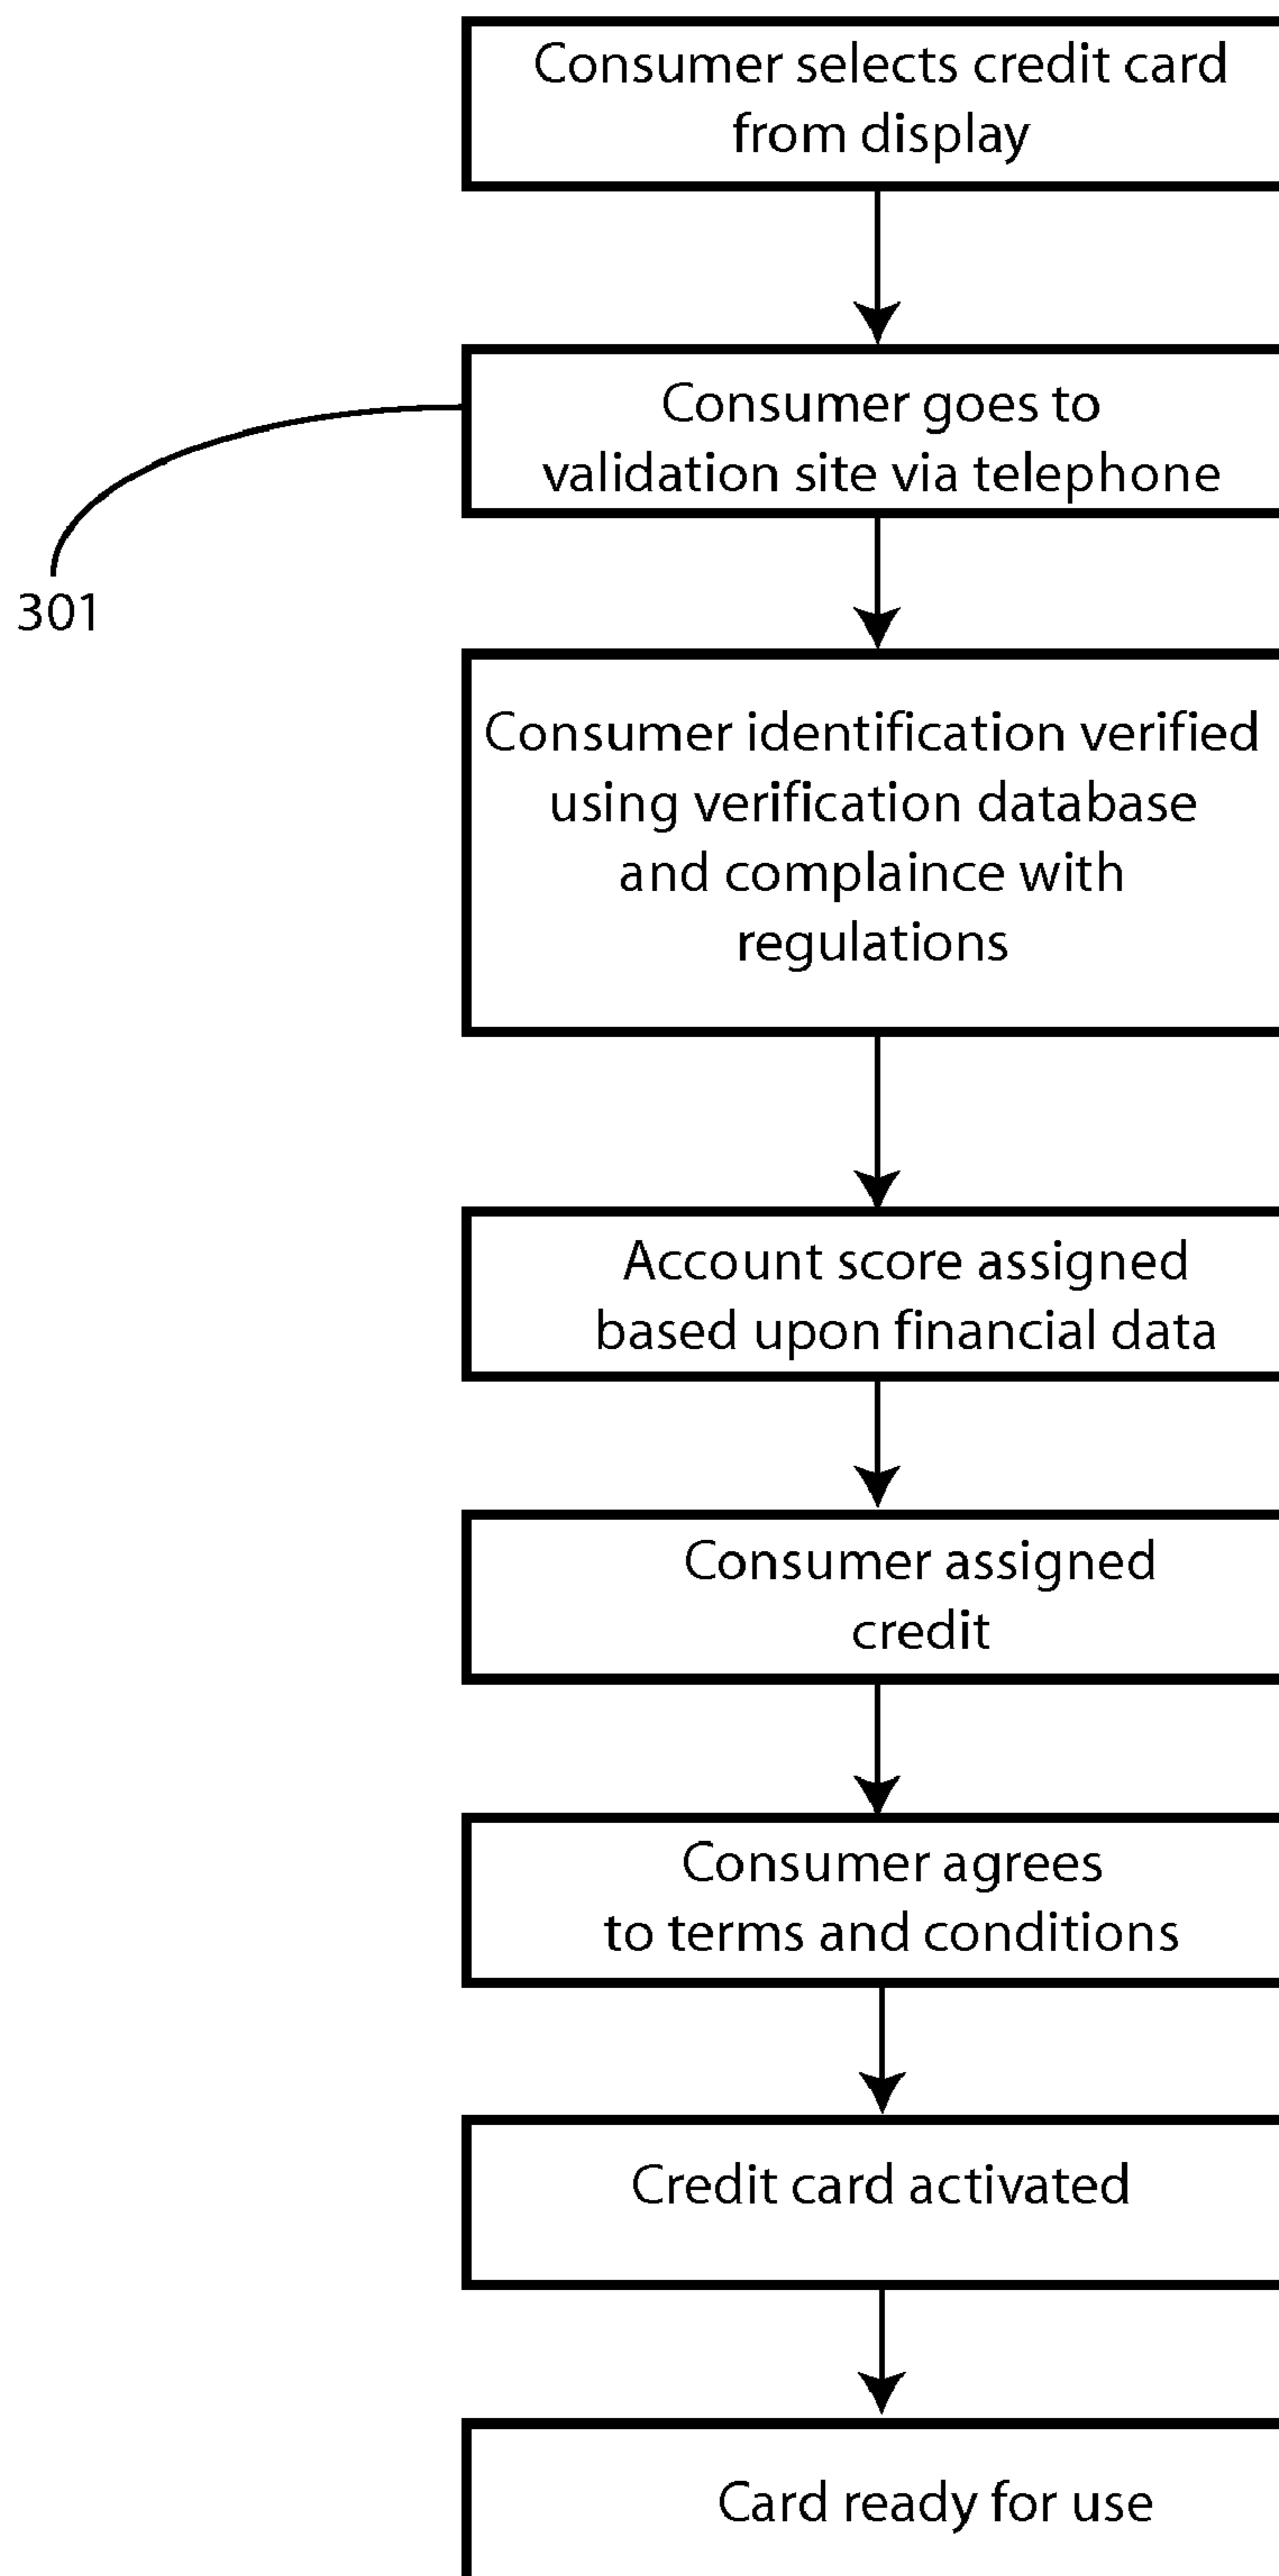 Consumer selects credit card
from display
Consumer goes to
validation site via telephone
301
Consumer identification verified
using verification database
and complaince with
regulations
Account score assigned
based upon financial data
Consumer assigned
credit
Consumer agrees
to terms and conditions
Credit card activated
Card ready for use